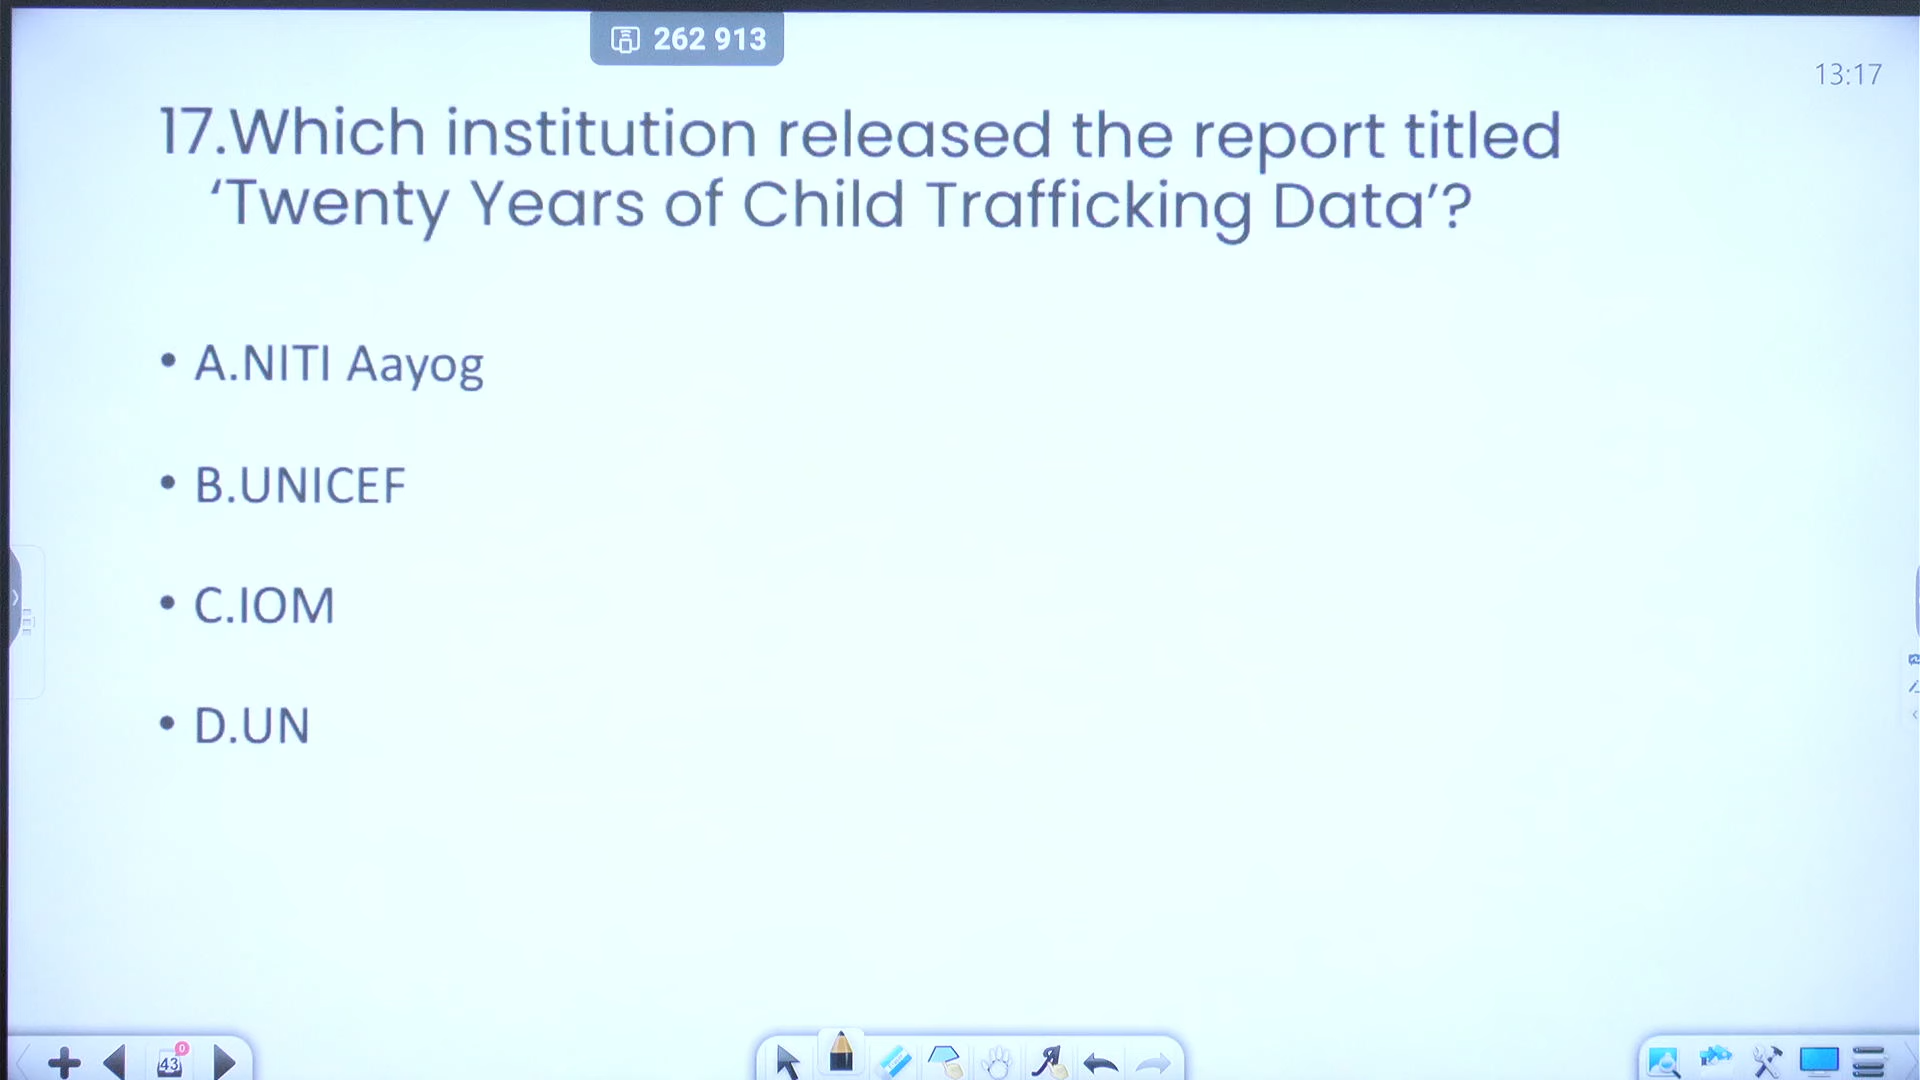 262 913
13:17
17.Which institution released the report titled
‘Twenty Years of Child Trafficking Data’?
• A.NITI Aayog
• B.UNICEF
• C.IOM
• D.UN
43
0